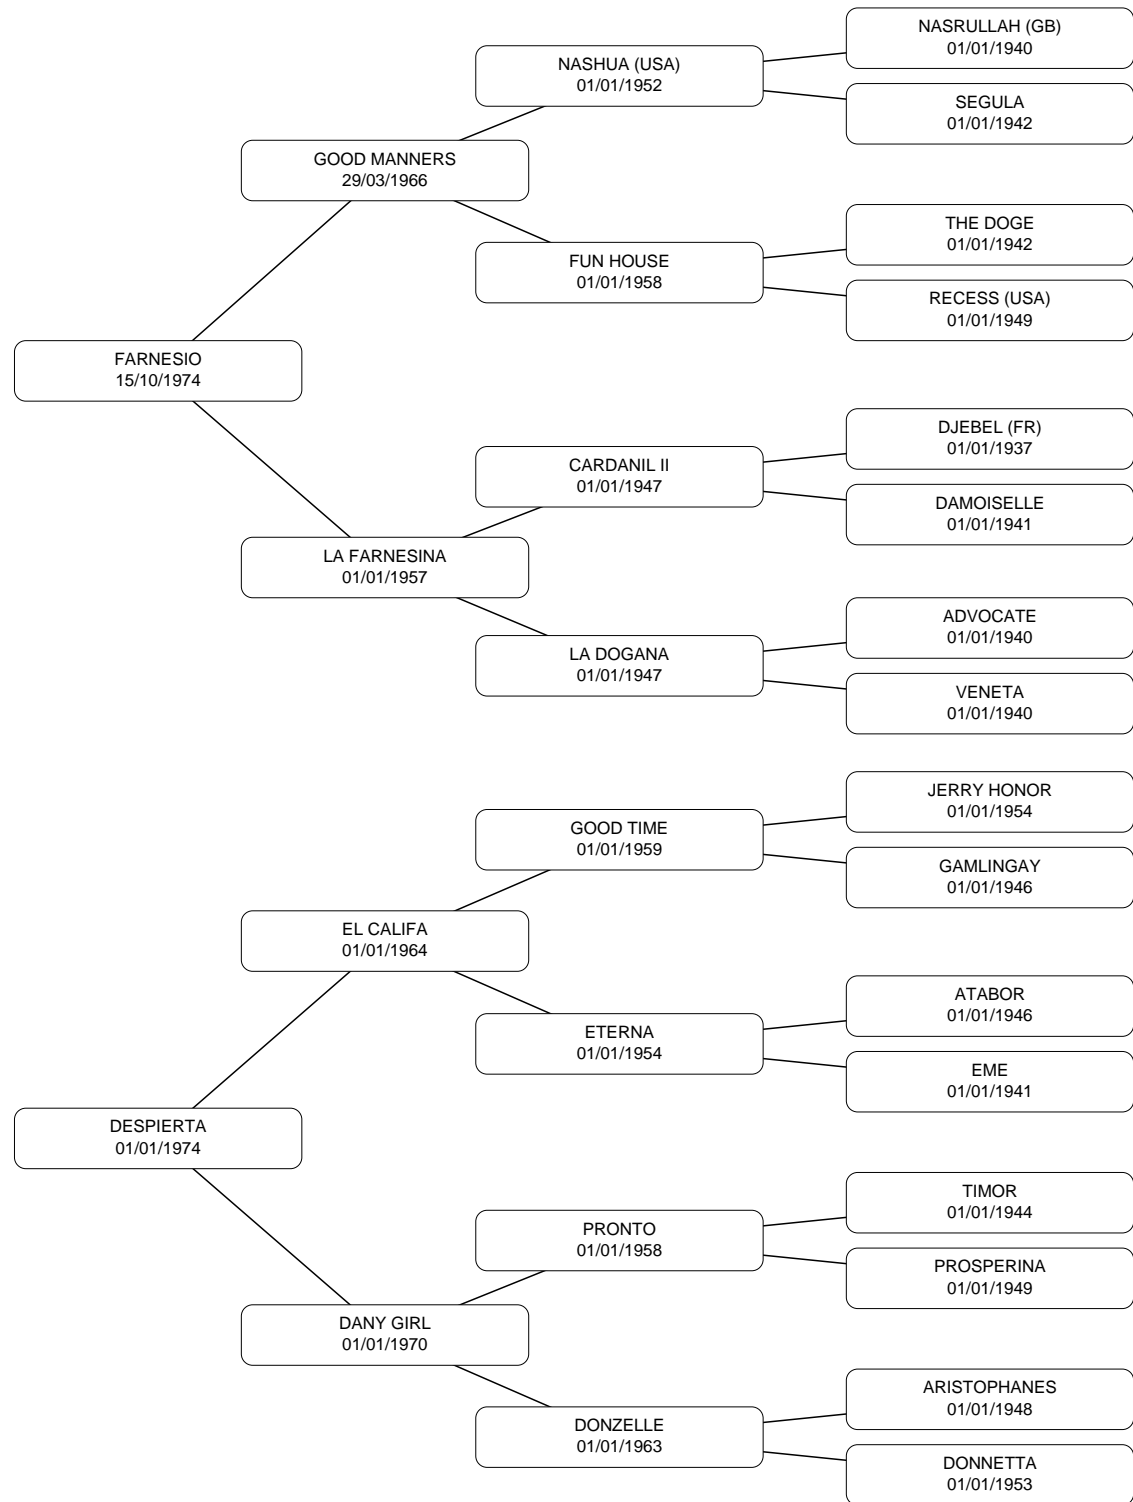 NASRULLAH (GB)
01/01/1940
NASHUA (USA)
01/01/1952
SEGULA
01/01/1942
GOOD MANNERS
29/03/1966
THE DOGE
01/01/1942
FUN HOUSE
01/01/1958
RECESS (USA)
01/01/1949
FARNESIO
15/10/1974
DJEBEL (FR)
01/01/1937
CARDANIL II
01/01/1947
DAMOISELLE
01/01/1941
LA FARNESINA
01/01/1957
ADVOCATE
01/01/1940
LA DOGANA
01/01/1947
VENETA
01/01/1940
JERRY HONOR
01/01/1954
GOOD TIME
01/01/1959
GAMLINGAY
01/01/1946
EL CALIFA
01/01/1964
ATABOR
01/01/1946
ETERNA
01/01/1954
EME
01/01/1941
DESPIERTA
01/01/1974
TIMOR
01/01/1944
PRONTO
01/01/1958
PROSPERINA
01/01/1949
DANY GIRL
01/01/1970
ARISTOPHANES
01/01/1948
DONZELLE
01/01/1963
DONNETTA
01/01/1953